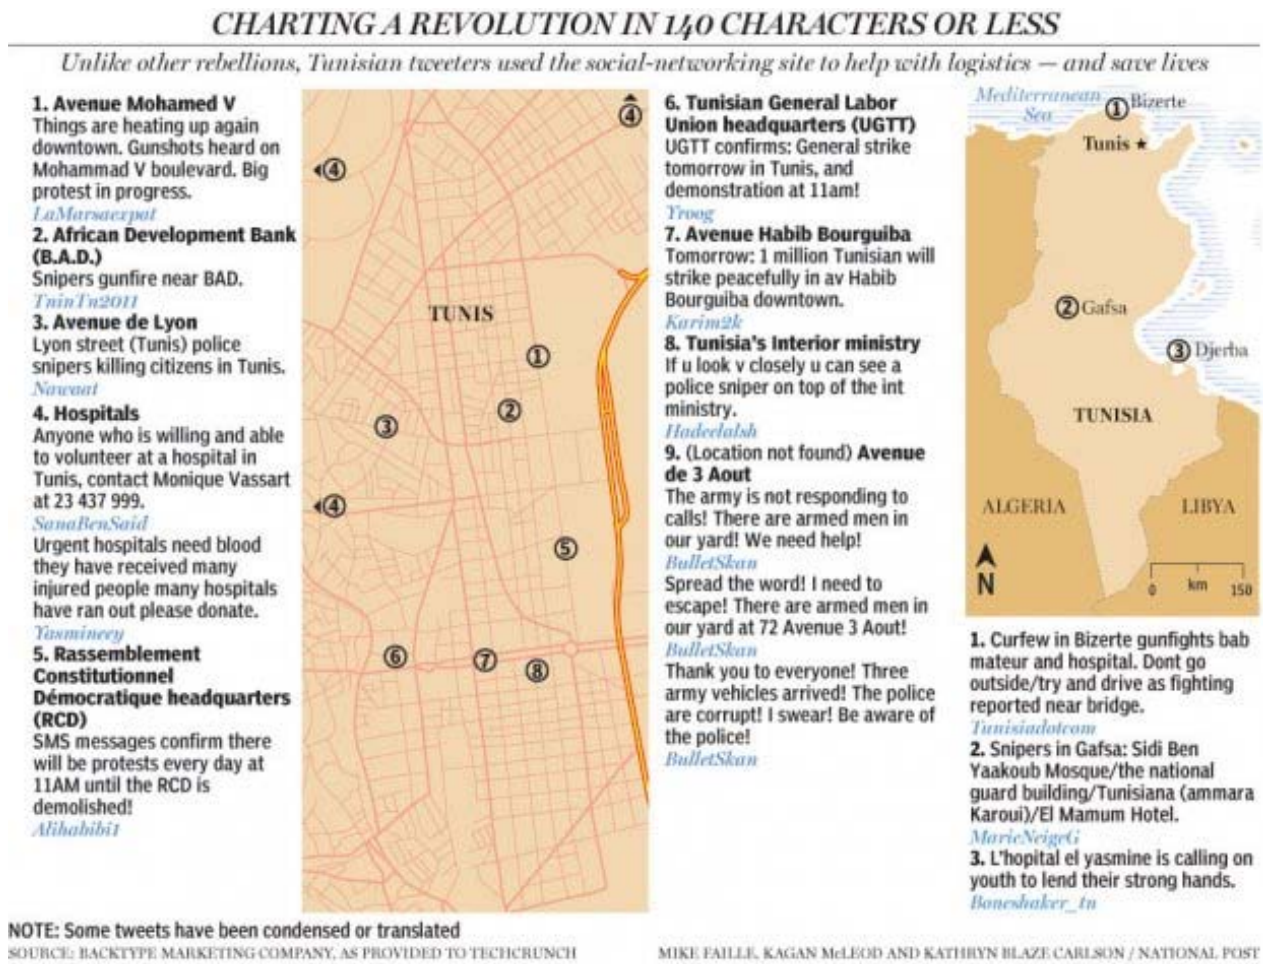 CHARTING A REVOLUTION IN 140 CHARACTERS OR LESS
Unlike other rebellions, Tunisian tweeters used the social-networking site to help with logistics — and save lives
1. Avenue Mohamed V
Things are heating up again
downtown. Gunshots heard on
Mohammad V boulevard. Big
protest in progress.
LaMarsaexpat
2. African Development Bank
(B.A.D.)
Snipers gunfire near BAD.
TninTn2011
3. Avenue de Lyon
Lyon street (Tunis) police
snipers killing citizens in Tunis.
Nawaat
4. Hospitals
Anyone who is willing and able
to volunteer at a hospital in
Tunis, contact Monique Vassart
at 23 437 999.
SanaBenSaid
Urgent hospitals need blood
they have received many
injured people many hospitals
have ran out please donate.
Yasmineey
5. Rassemblement
Constitutionnel
Démocratique headquarters
(RCD)
SMS messages confirm there
will be protests every day at
11AM until the RCD is
demolished!
Alihabibi1
4
4
TUNIS
1
2
3
4
5
6
7
8
6. Tunisian General Labor
Union headquarters (UGTT)
UGTT confirms: General strike
tomorrow in Tunis, and
demonstration at 11am!
Yroog
7. Avenue Habib Bourguiba
Tomorrow: 1 million Tunisian will
strike peacefully in av Habib
Bourguiba downtown.
Karim2k
8. Tunisia's Interior ministry
If u look v closely u can see a
police sniper on top of the int
ministry.
Hadeelalsh
9. (Location not found) Avenue
de 3 Aout
The army is not responding to
calls! There are armed men in
our yard! We need help!
BulletSkan
Spread the word! I need to
escape! There are armed men in
our yard at 72 Avenue 3 Aout!
BulletSkan
Thank you to everyone! Three
army vehicles arrived! The police
are corrupt! I swear! Be aware of
the police!
BulletSkan
Mediterranean
Sea
1 Bizerte
Tunis
2 Gafsa
3 Djerba
TUNISIA
ALGERIA
LIBYA
N
0 km 150
1. Curfew in Bizerte gunfights bab
mateur and hospital. Dont go
outside/try and drive as fighting
reported near bridge.
Tunisiadotcom
2. Snipers in Gafsa: Sidi Ben
Yaakoub Mosque/the national
guard building/Tunisiana (ammara
Karoui)/El Mamum Hotel.
MarieNeigeG
3. L'hopital el yasmine is calling on
youth to lend their strong hands.
Boneshaker_tn
NOTE: Some tweets have been condensed or translated
SOURCE: BACKTYPE MARKETING COMPANY, AS PROVIDED TO TECHCRUNCH
MIKE FAILLE, KAGAN McLEOD AND KATHRYN BLAZE CARLSON / NATIONAL POST